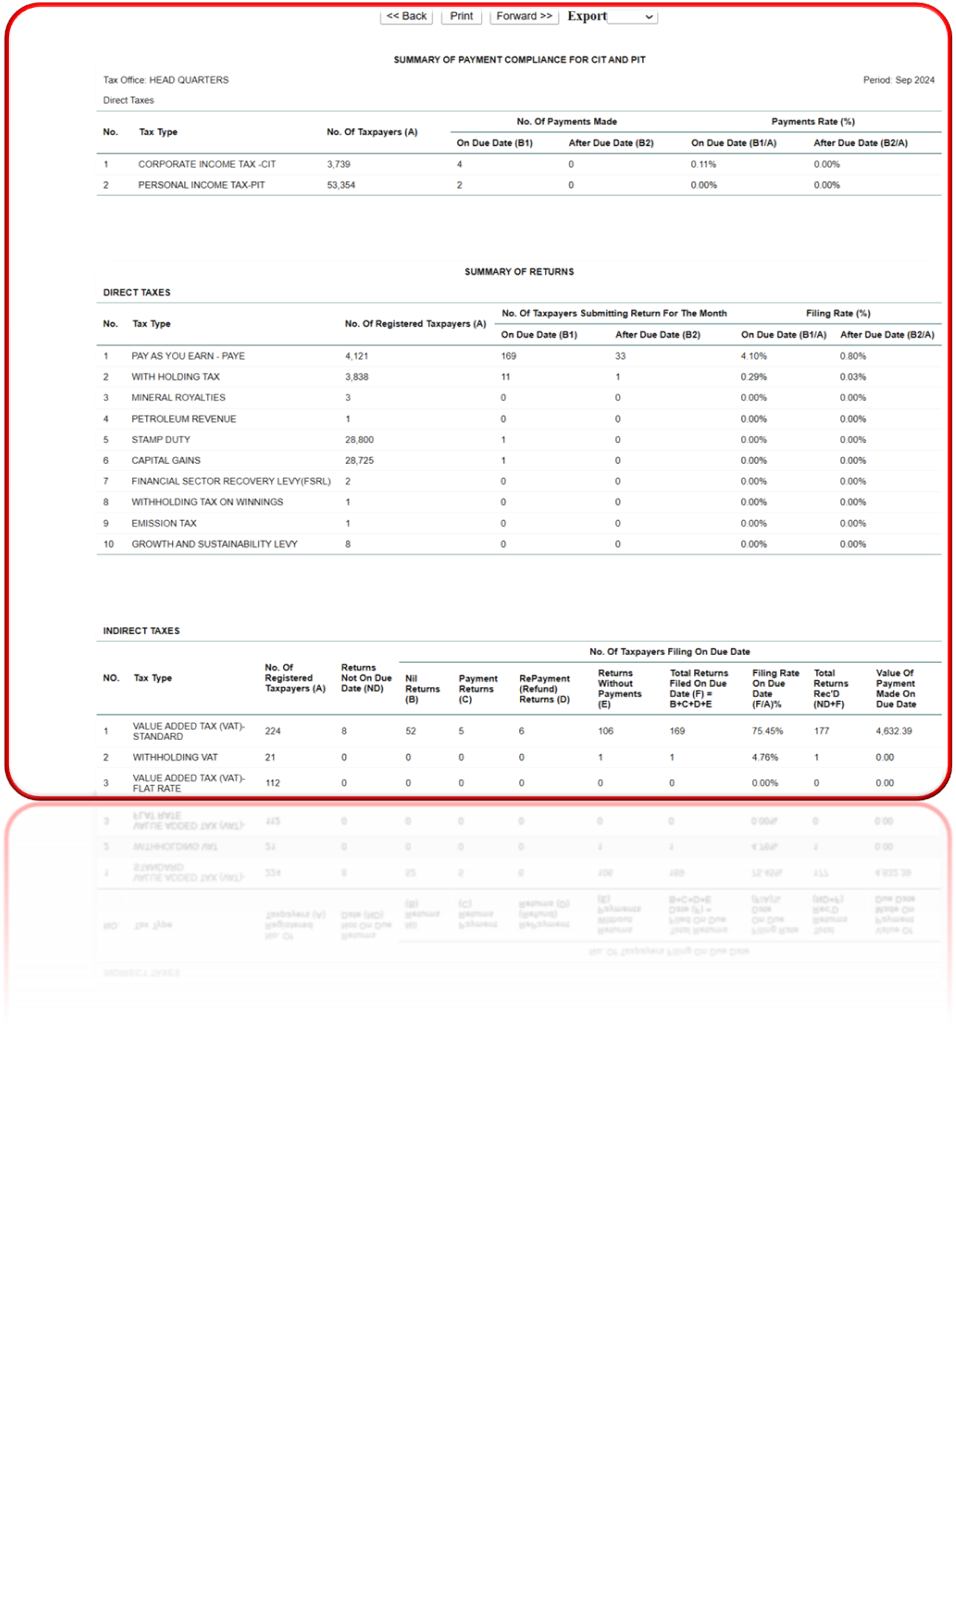 << Back Print Forward >> Export
SUMMARY OF PAYMENT COMPLIANCE FOR CIT AND PIT
Tax Office: HEAD QUARTERS Period: Sep 2024
Direct Taxes
No. Of Payments Made Payments Rate (%)
No. Tax Type No. Of Taxpayers (A)
On Due Date (B1) After Due Date (B2) On Due Date (B1/A) After Due Date (B2/A)
1 CORPORATE INCOME TAX -CIT 3,739 4 0 0.11% 0.00%
2 PERSONAL INCOME TAX-PIT 53,354 2 0 0.00% 0.00%
SUMMARY OF RETURNS
DIRECT TAXES
No. Of Taxpayers Submitting Return For The Month Filing Rate (%)
No. Tax Type No. Of Registered Taxpayers (A)
On Due Date (B1) After Due Date (B2) On Due Date (B1/A) After Due Date (B2/A)
1 PAY AS YOU EARN - PAYE 4,121 169 33 4.10% 0.80%
2 WITH HOLDING TAX 3,838 11 1 0.29% 0.03%
3 MINERAL ROYALTIES 3 0 0 0.00% 0.00%
4 PETROLEUM REVENUE 1 0 0 0.00% 0.00%
5 STAMP DUTY 28,800 1 0 0.00% 0.00%
6 CAPITAL GAINS 28,725 1 0 0.00% 0.00%
7 FINANCIAL SECTOR RECOVERY LEVY(FSRL) 2 0 0 0.00% 0.00%
8 WITHHOLDING TAX ON WINNINGS 1 0 0 0.00% 0.00%
9 EMISSION TAX 1 0 0 0.00% 0.00%
10 GROWTH AND SUSTAINABILITY LEVY 8 0 0 0.00% 0.00%
INDIRECT TAXES
No. Of Taxpayers Filing On Due Date
NO. Tax Type
No. Of
Registered
Taxpayers (A)
Returns
Not On Due
Date (ND)
Nil
Returns
(B)
Payment
Returns
(C)
RePayment
(Refund)
Returns (D)
Returns
Without
Payments
(E)
Total Returns
Filed On Due
Date (F) =
B+C+D+E
Filing Rate
On Due
Date
(F/A)%
Total
Returns
Rec'D
(ND+F)
Value Of
Payment
Made On
Due Date
1 VALUE ADDED TAX (VAT)-
STANDARD 224 8 52 5 6 106 169 75.45% 177 4,632.39
2 WITHHOLDING VAT 21 0 0 0 0 1 1 4.76% 1 0.00
3 VALUE ADDED TAX (VAT)-
FLAT RATE 112 0 0 0 0 0 0 0.00% 0 0.00